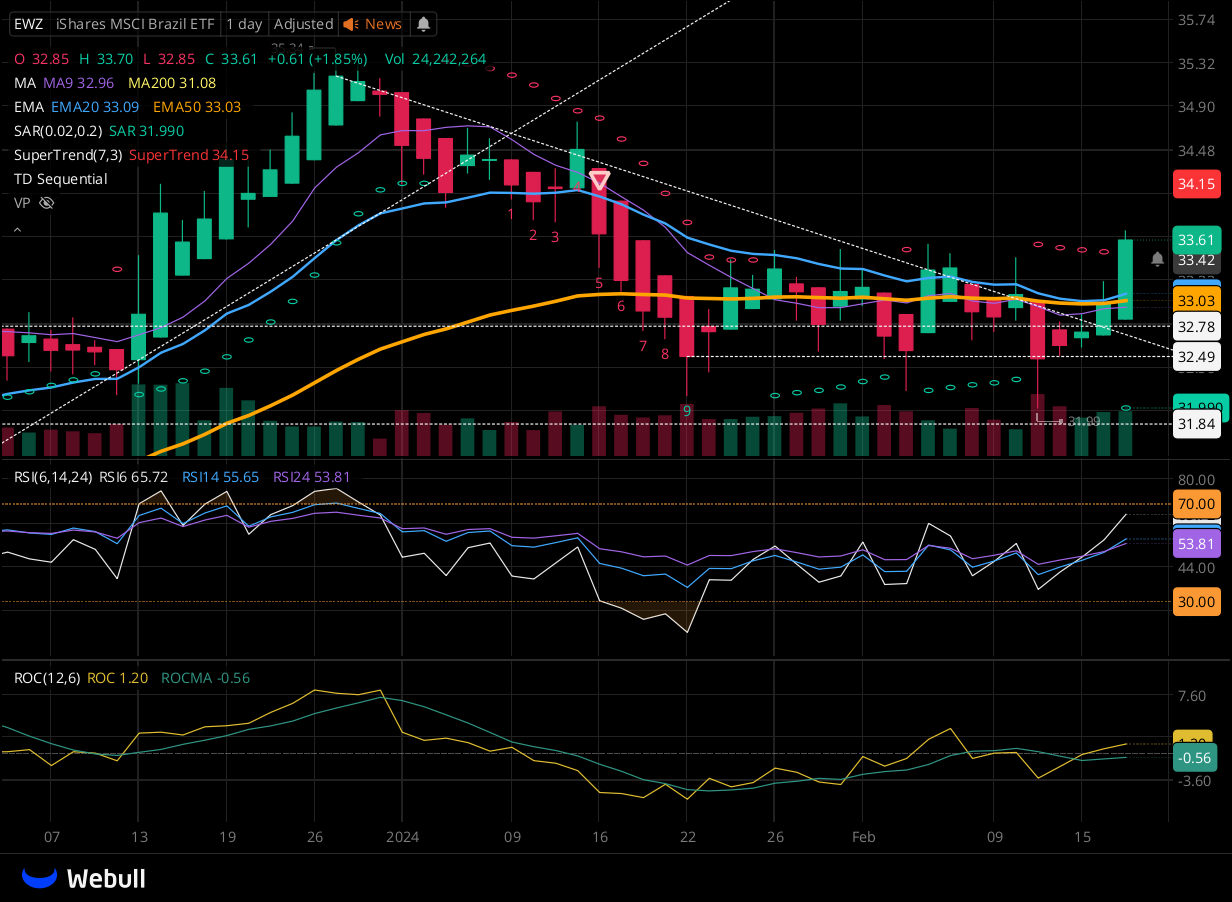 EWZ iShares MSCI Brazil ETF 1 day Adjusted News
O 32.85 H 33.70 L 32.85 C 33.61 +0.61 (+1.85%) Vol 24,242,264
MA MA9 32.96 MA200 31.08
EMA EMA20 33.09 EMA50 33.03
SAR(0.02,0.2) SAR 31.990
SuperTrend(7,3) SuperTrend 34.15
TD Sequential
VP
35.74
35.32
34.90
34.48
34.15
33.61
33.42
33.03
32.78
32.49
31.990
31.84
1
2 3
5
6
7 8
9
31.99
RSI(6,14,24) RSI6 65.72 RSI14 55.65 RSI24 53.81
80.00
70.00
53.81
44.00
30.00
ROC(12,6) ROC 1.20 ROCMA -0.56
7.60
1.20
-0.56
-3.60
07 13 19 26 2024 09 16 22 26 Feb 09 15
Webull